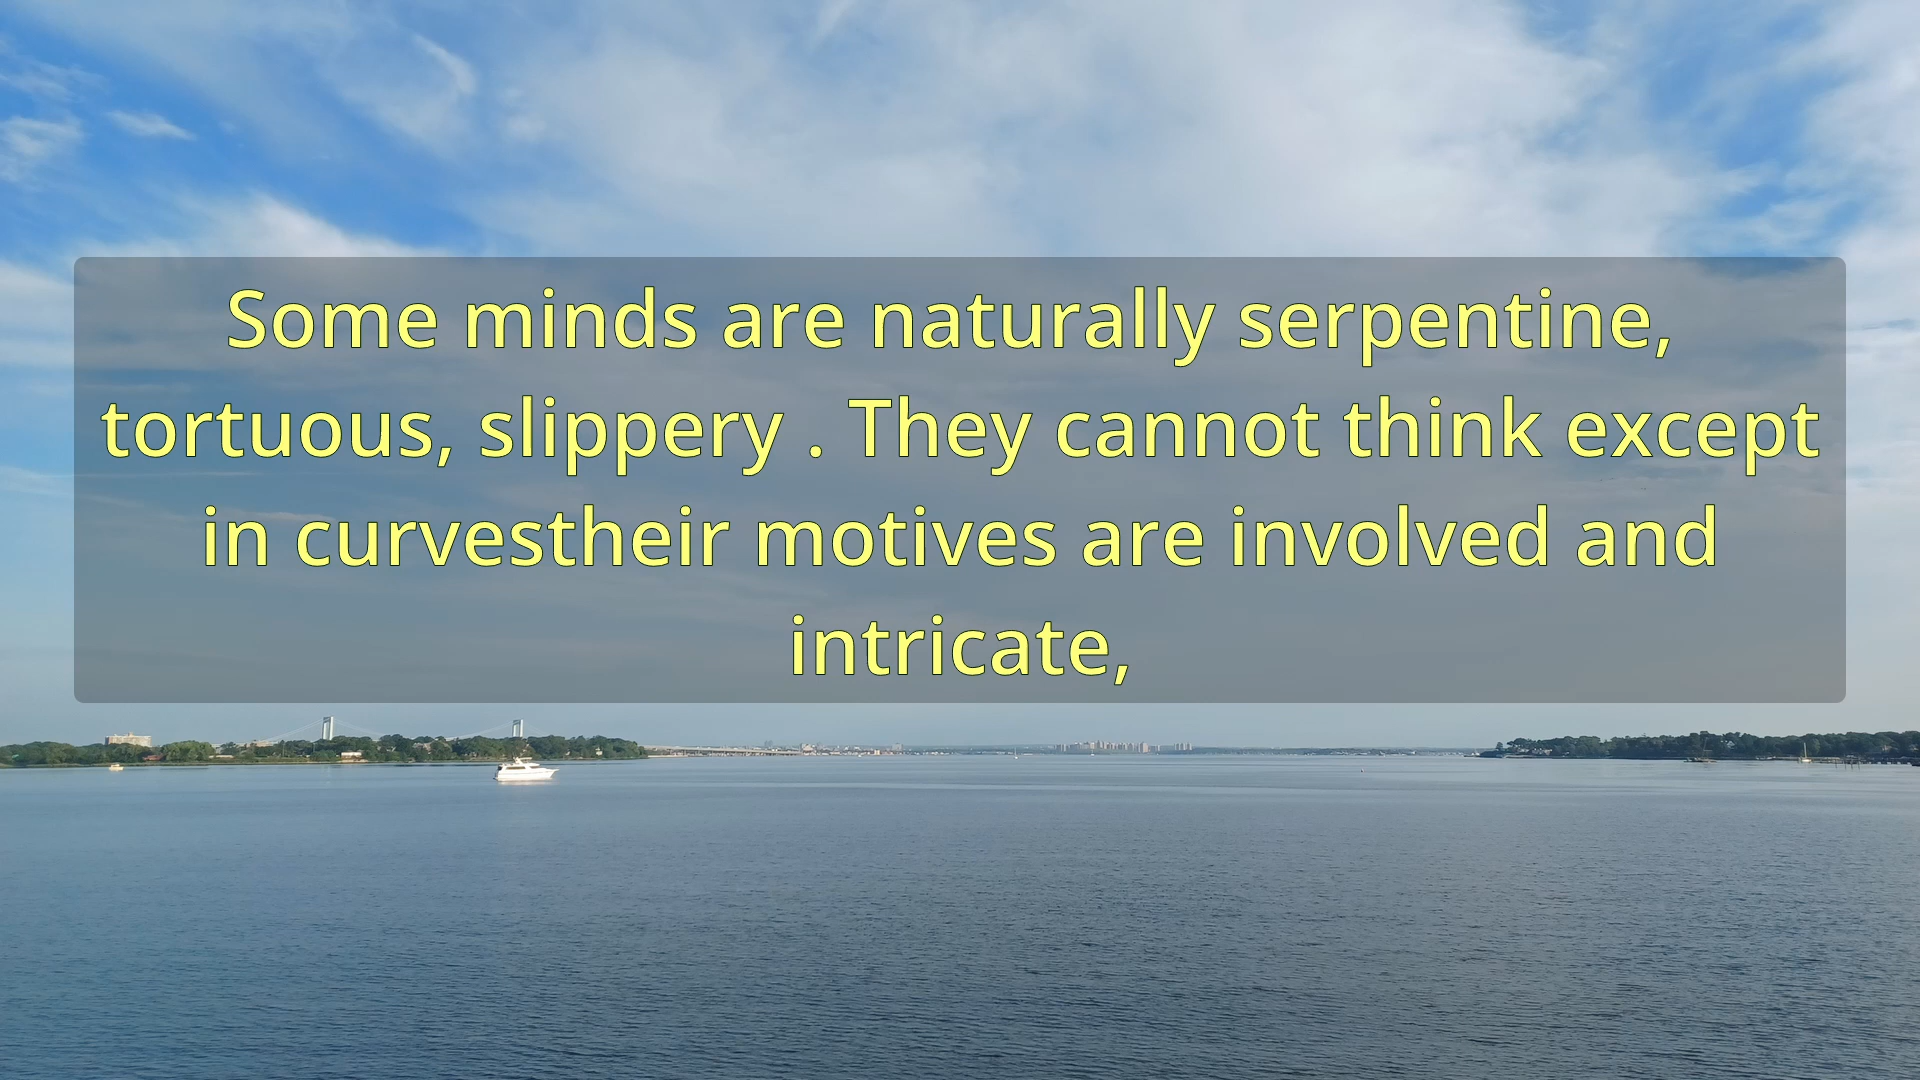 Some minds are naturally serpentine,
tortuous, slippery . They cannot think except
in curvestheir motives are involved and
intricate,